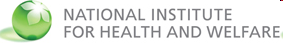 NATIONAL INSTITUTE
FOR HEALTH AND WELFARE